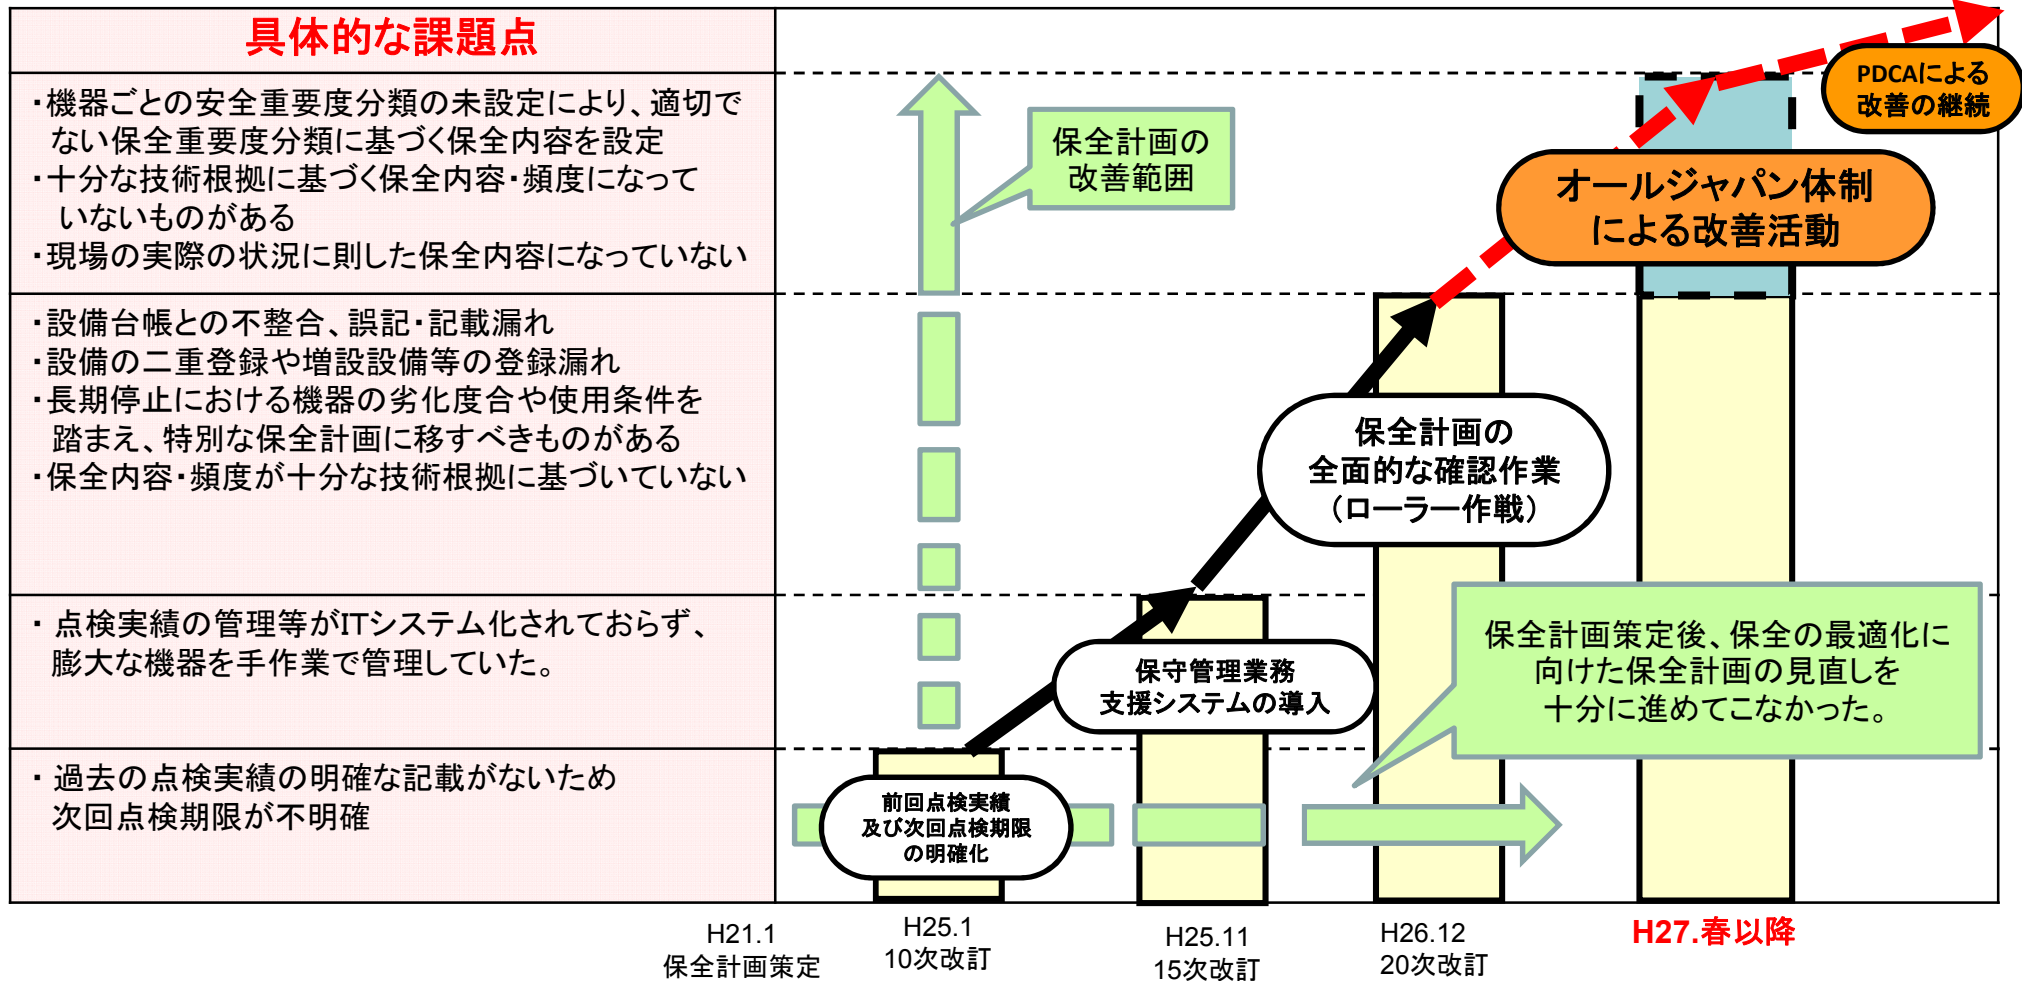 具体的な課題点
・機器ごとの安全重要度分類の未設定により、適切で
ない保全重要度分類に基づく保全内容を設定
・十分な技術根拠に基づく保全内容・頻度になって
いないものがある
・現場の実際の状況に則した保全内容になっていない
・設備台帳との不整合、誤記・記載漏れ
・設備の二重登録や増設設備等の登録漏れ
・長期停止における機器の劣化度合や使用条件を
踏まえ、特別な保全計画に移すべきものがある
・保全内容・頻度が十分な技術根拠に基づいていない
・点検実績の管理等がITシステム化されておらず、
膨大な機器を手作業で管理していた。
・過去の点検実績の明確な記載がないため
次回点検期限が不明確
保全計画の
改善範囲
PDCAによる
改善の継続
オールジャパン体制
による改善活動
保全計画の
全面的な確認作業
（ローラー作戦）
保守管理業務
支援システムの導入
保全計画策定後、保全の最適化に
向けた保全計画の見直しを
十分に進めてこなかった。
前回点検実績
及び次回点検期限
の明確化
H21.1
保全計画策定
H25.1
10次改訂
H25.11
15次改訂
H26.12
20次改訂
H27.春以降